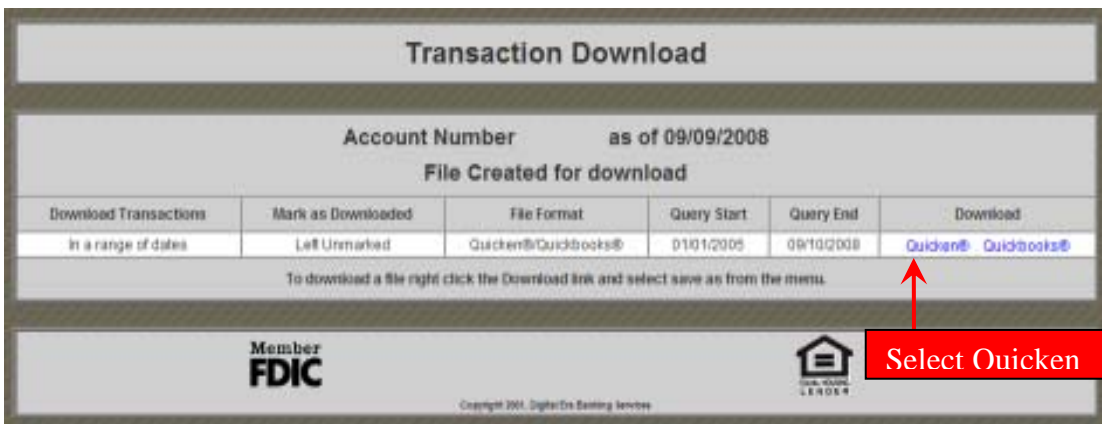 Transaction Download
Account Number as of 09/09/2008
File Created for download
Download Transactions Mark as Downloaded File Format Query Start Query End Download
In a range of dates Left Unmarked Quicken®/Quickbooks® 01/01/2005 09/10/2008 Quicken® Quickbooks®
To download a file right click the Download link and select save as from the menu.
Member
FDIC
Select Quicken
EQUAL HOUSING
LENDER
Copyright 2001, Digital Era Banking Services